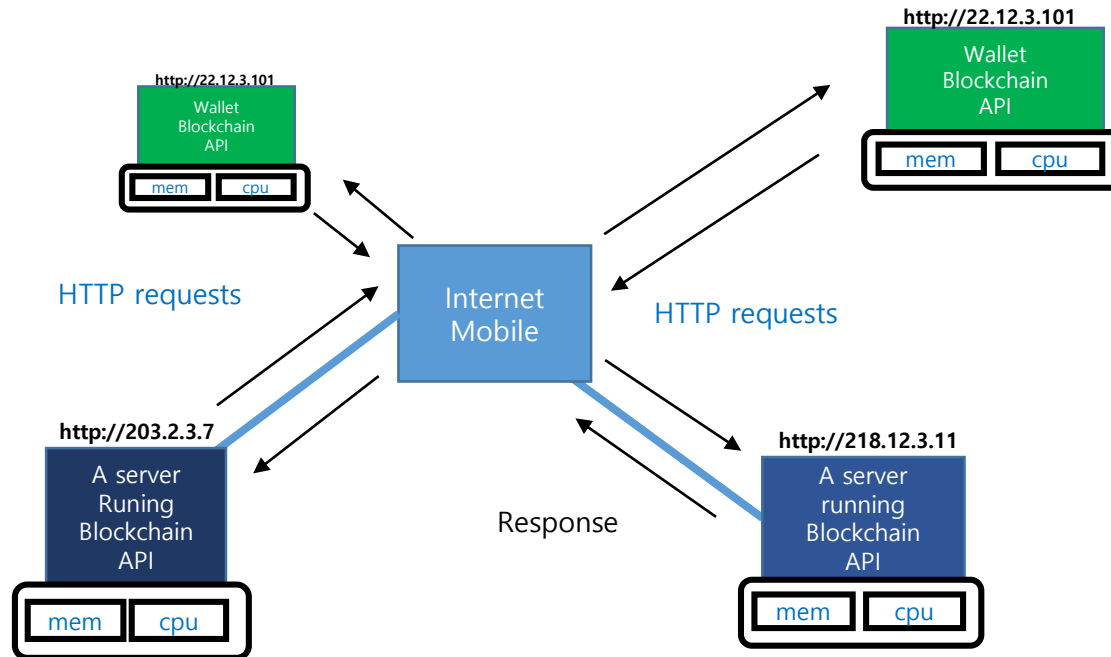 http://22.12.3.101
Wallet
Blockchain
API
mem
cpu
http://22.12.3.101
Wallet
Blockchain
API
mem
cpu
HTTP requests
Internet
Mobile
HTTP requests
http://203.2.3.7
A server
Runing
Blockchain
API
mem
cpu
Response
http://218.12.3.11
A server
running
Blockchain
API
mem
cpu